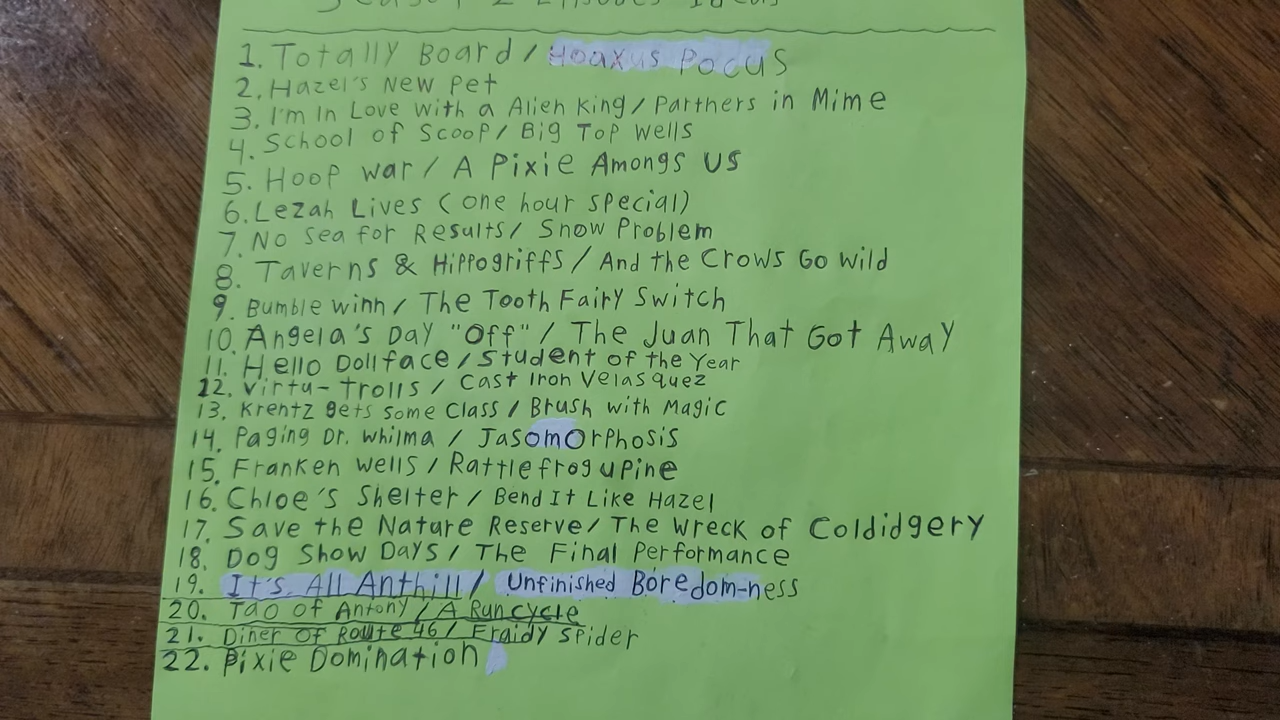 Season 2 Episodes Ideas
1. Totally Board / Hoaxus Pocus
2. Hazel's New Pet
3. I'm In Love with a Alien King / Partners in Mime
4. School of Scoop / Big Top Wells
5. Hoop war / A Pixie Amongs us
6. Lezah Lives (one hour special)
7. No Sea for Results / Snow Problem
8. Taverns & Hippogriffs / And the Crows Go Wild
9. Bumble winn / The Tooth Fairy Switch
10. Angela's Day "Off" / The Juan That Got Away
11. Hello Dollface / Student of the Year
12. Virtu-Trolls / Cast Iron Velasquez
13. Krentz Gets Some Class / Brush with Magic
14. Paging Dr. Whilma / Jasomorphosis
15. Franken Wells / Rattlefrogupine
16. Chloe's Shelter / Bend It Like Hazel
17. Save the Nature Reserve / The Wreck of Coldidgery
18. Dog Show Days / The Final Performance
19. It's All Anthill / Unfinished Boredom-ness
20. Tao of Antony / A Run cycle
21. Diner Of Route 46 / Fraidy Spider
22. Pixie Domination